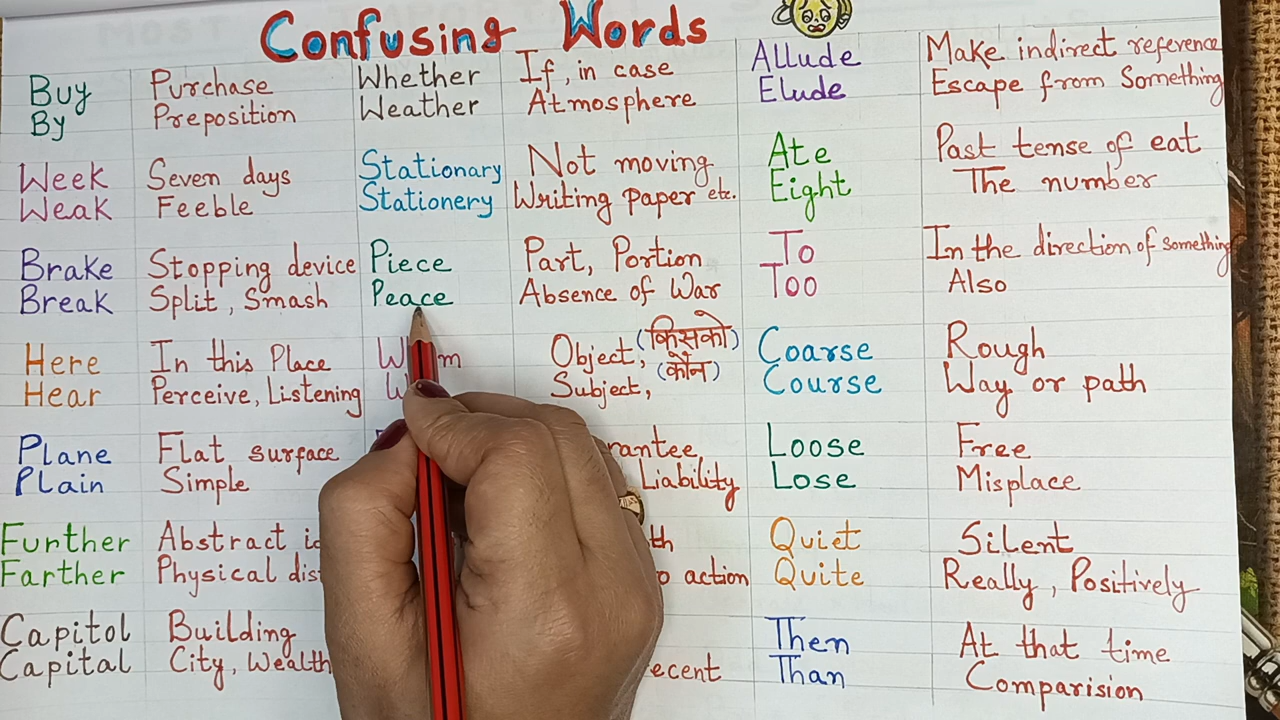 Confusing Words
Buy Purchase
By Preposition
Week Seven days
Weak Feeble
Brake Stopping device
Break Split, Smash
Here In this Place
Hear Perceive, Listening
Plane Flat surface
Plain Simple
Further Abstract
Farther Physical
Capitol Building
Capital City, Wealth
Whether If, in case
Weather Atmosphere
Stationary Not moving
Stationery Writing paper etc.
Piece Part, Portion
Peace Absence of War
Object, (किसको)
Subject, (कौन)
Liability
action
Allude Make indirect reference
Elude Escape from Something
Ate Past tense of eat
Eight The number
To In the direction of something
Too Also
Coarse Rough
Course Way or path
Loose Free
Lose Misplace
Quiet Silent
Quite Really, Positively
Then At that time
Than Comparision